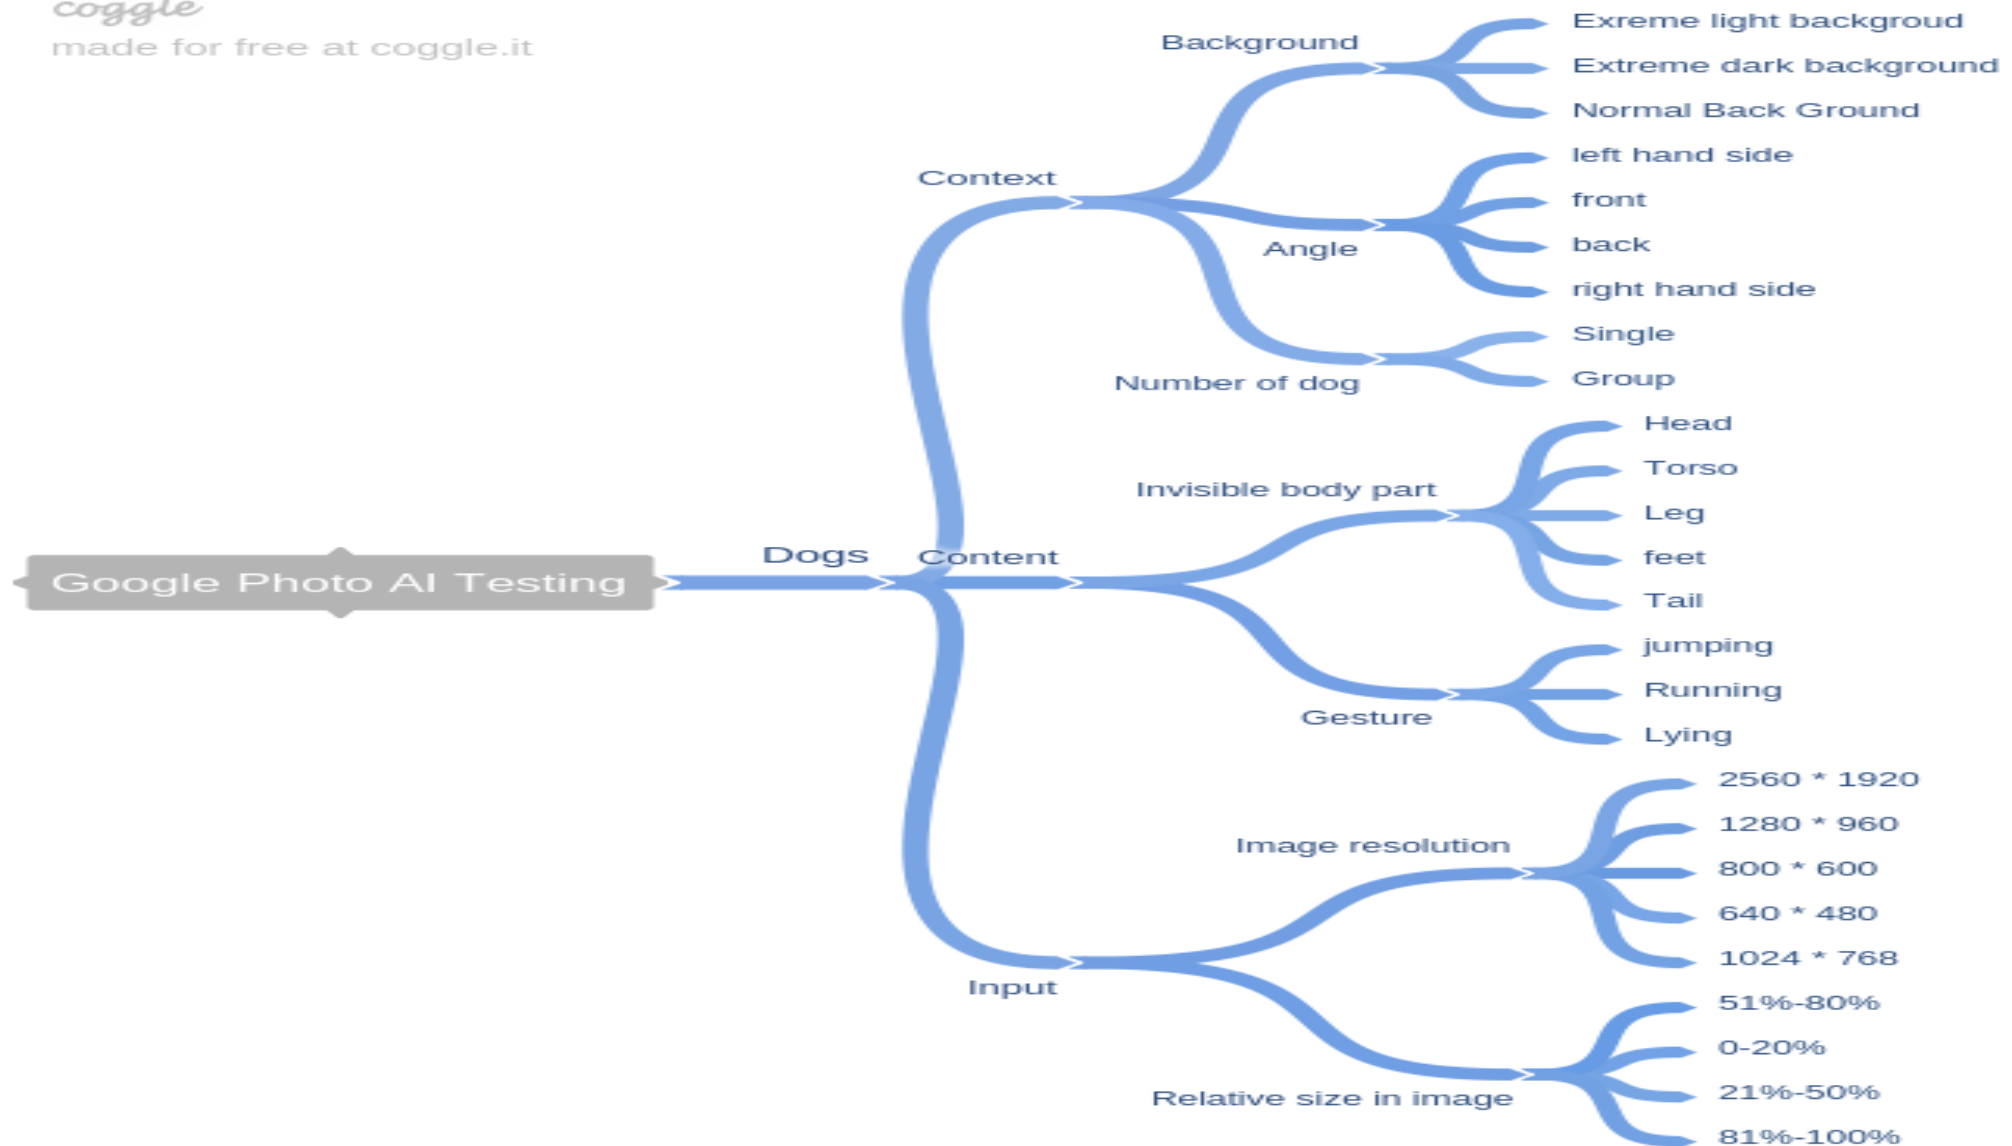 coggle
made for free at coggle.it
Google Photo AI Testing
Dogs
Context
Background
Exreme light backgroud
Extreme dark background
Normal Back Ground
Angle
left hand side
front
back
right hand side
Number of dog
Single
Group
Content
Invisible body part
Head
Torso
Leg
feet
Tail
Gesture
jumping
Running
Lying
Input
Image resolution
2560 * 1920
1280 * 960
800 * 600
640 * 480
1024 * 768
Relative size in image
51%-80%
0-20%
21%-50%
81%-100%